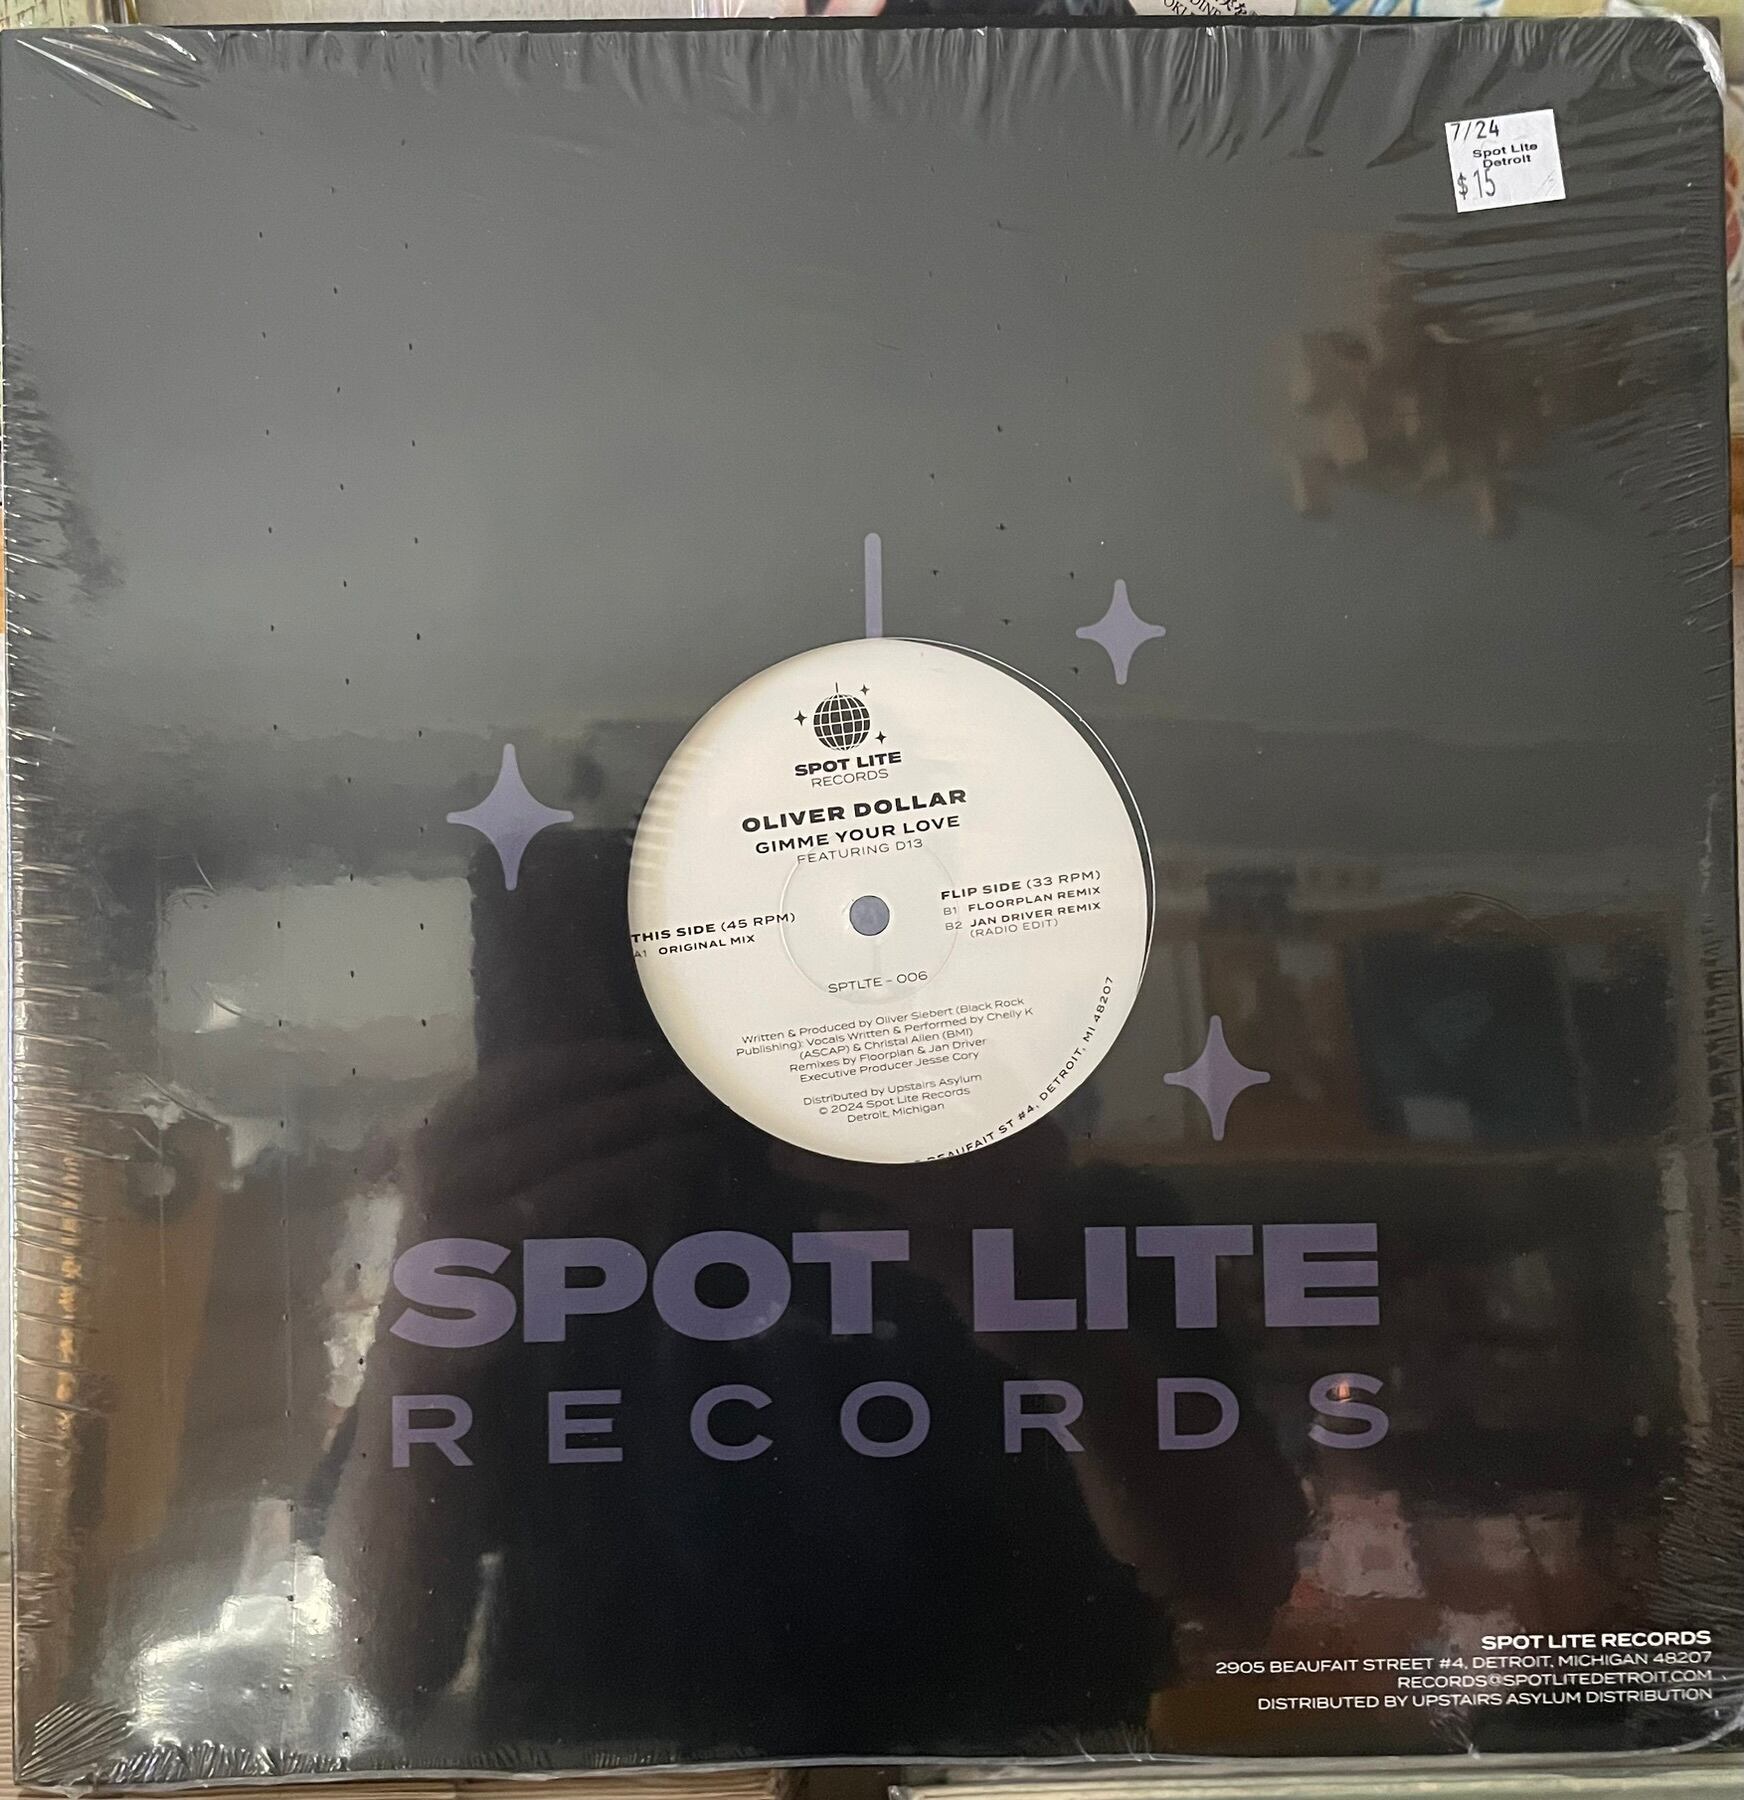 7/24
Spot Lite
Detroit
$15
SPOT LITE
RECORDS
OLIVER DOLLAR
GIMME YOUR LOVE
FEATURING D13
THIS SIDE (45 RPM)
A1 ORIGINAL MIX
FLIP SIDE (33 RPM)
B1 FLOORPLAN REMIX
B2 JAN DRIVER REMIX
(RADIO EDIT)
SPTLTE - 006
Written & Produced by Oliver Siebert (Black Rock
Publishing); Vocals Written & Performed by Chelly K
(ASCAP) & Christal Allen (BMI)
Remixes by Floorplan & Jan Driver
Executive Producer Jesse Cory
Distributed by Upstairs Asylum
© 2024 Spot Lite Records
Detroit, Michigan
BEAUFAIT ST #4, DETROIT, MI 48207
SPOT LITE
RECORDS
SPOT LITE RECORDS
2905 BEAUFAIT STREET #4, DETROIT, MICHIGAN 48207
RECORDS@SPOTLITEDETROIT.COM
DISTRIBUTED BY UPSTAIRS ASYLUM DISTRIBUTION